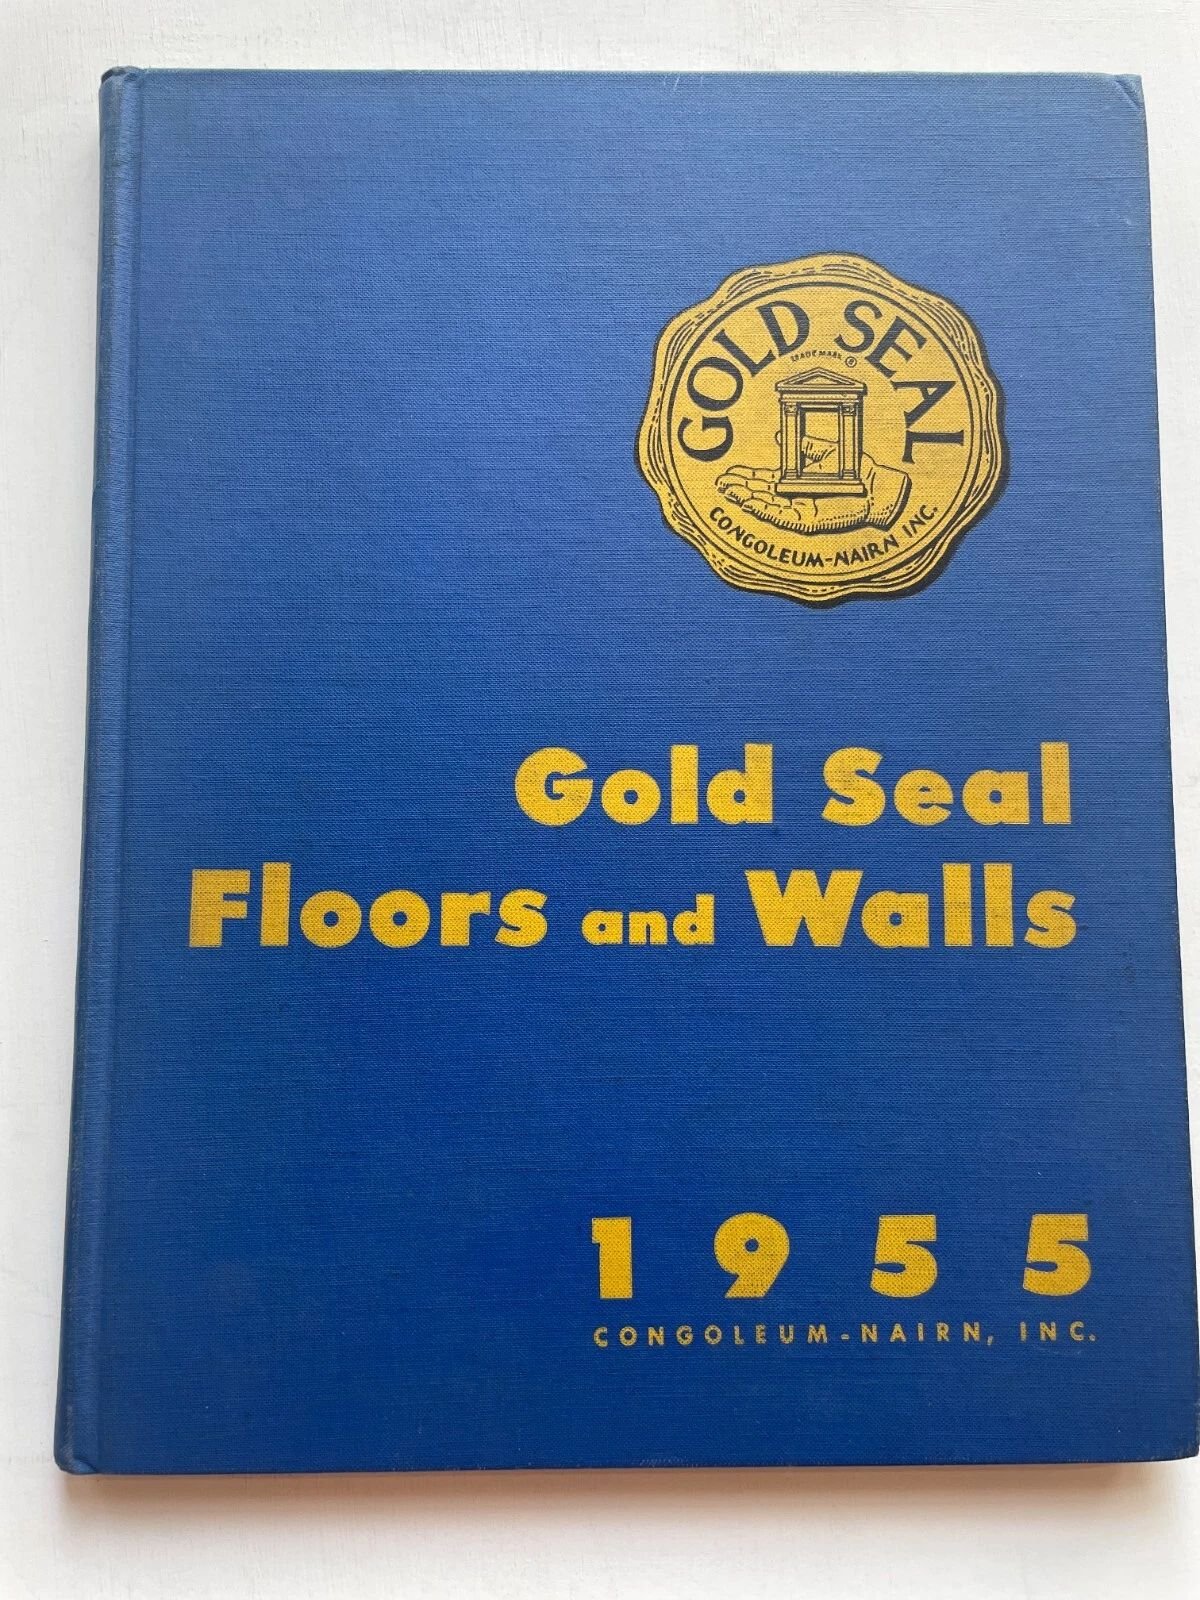 GOLD SEAL
TRADE MARK ®
CONGOLEUM-NAIRN INC.
Gold Seal
Floors and Walls
1955
CONGOLEUM-NAIRN, INC.